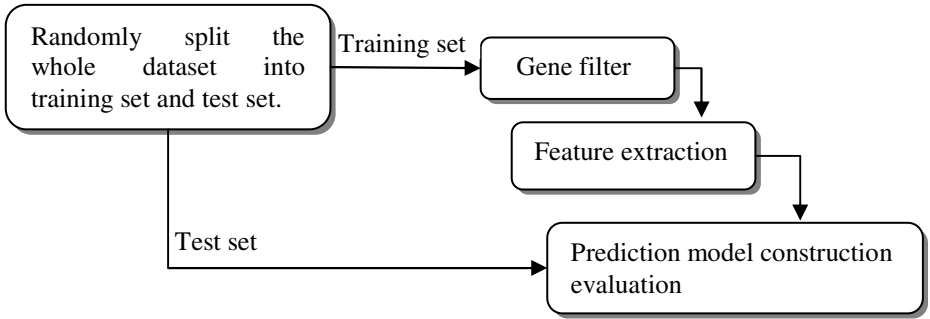 Randomly split the
whole dataset into
training set and test set.
Training set
Gene filter
Feature extraction
Test set
Prediction model construction
evaluation